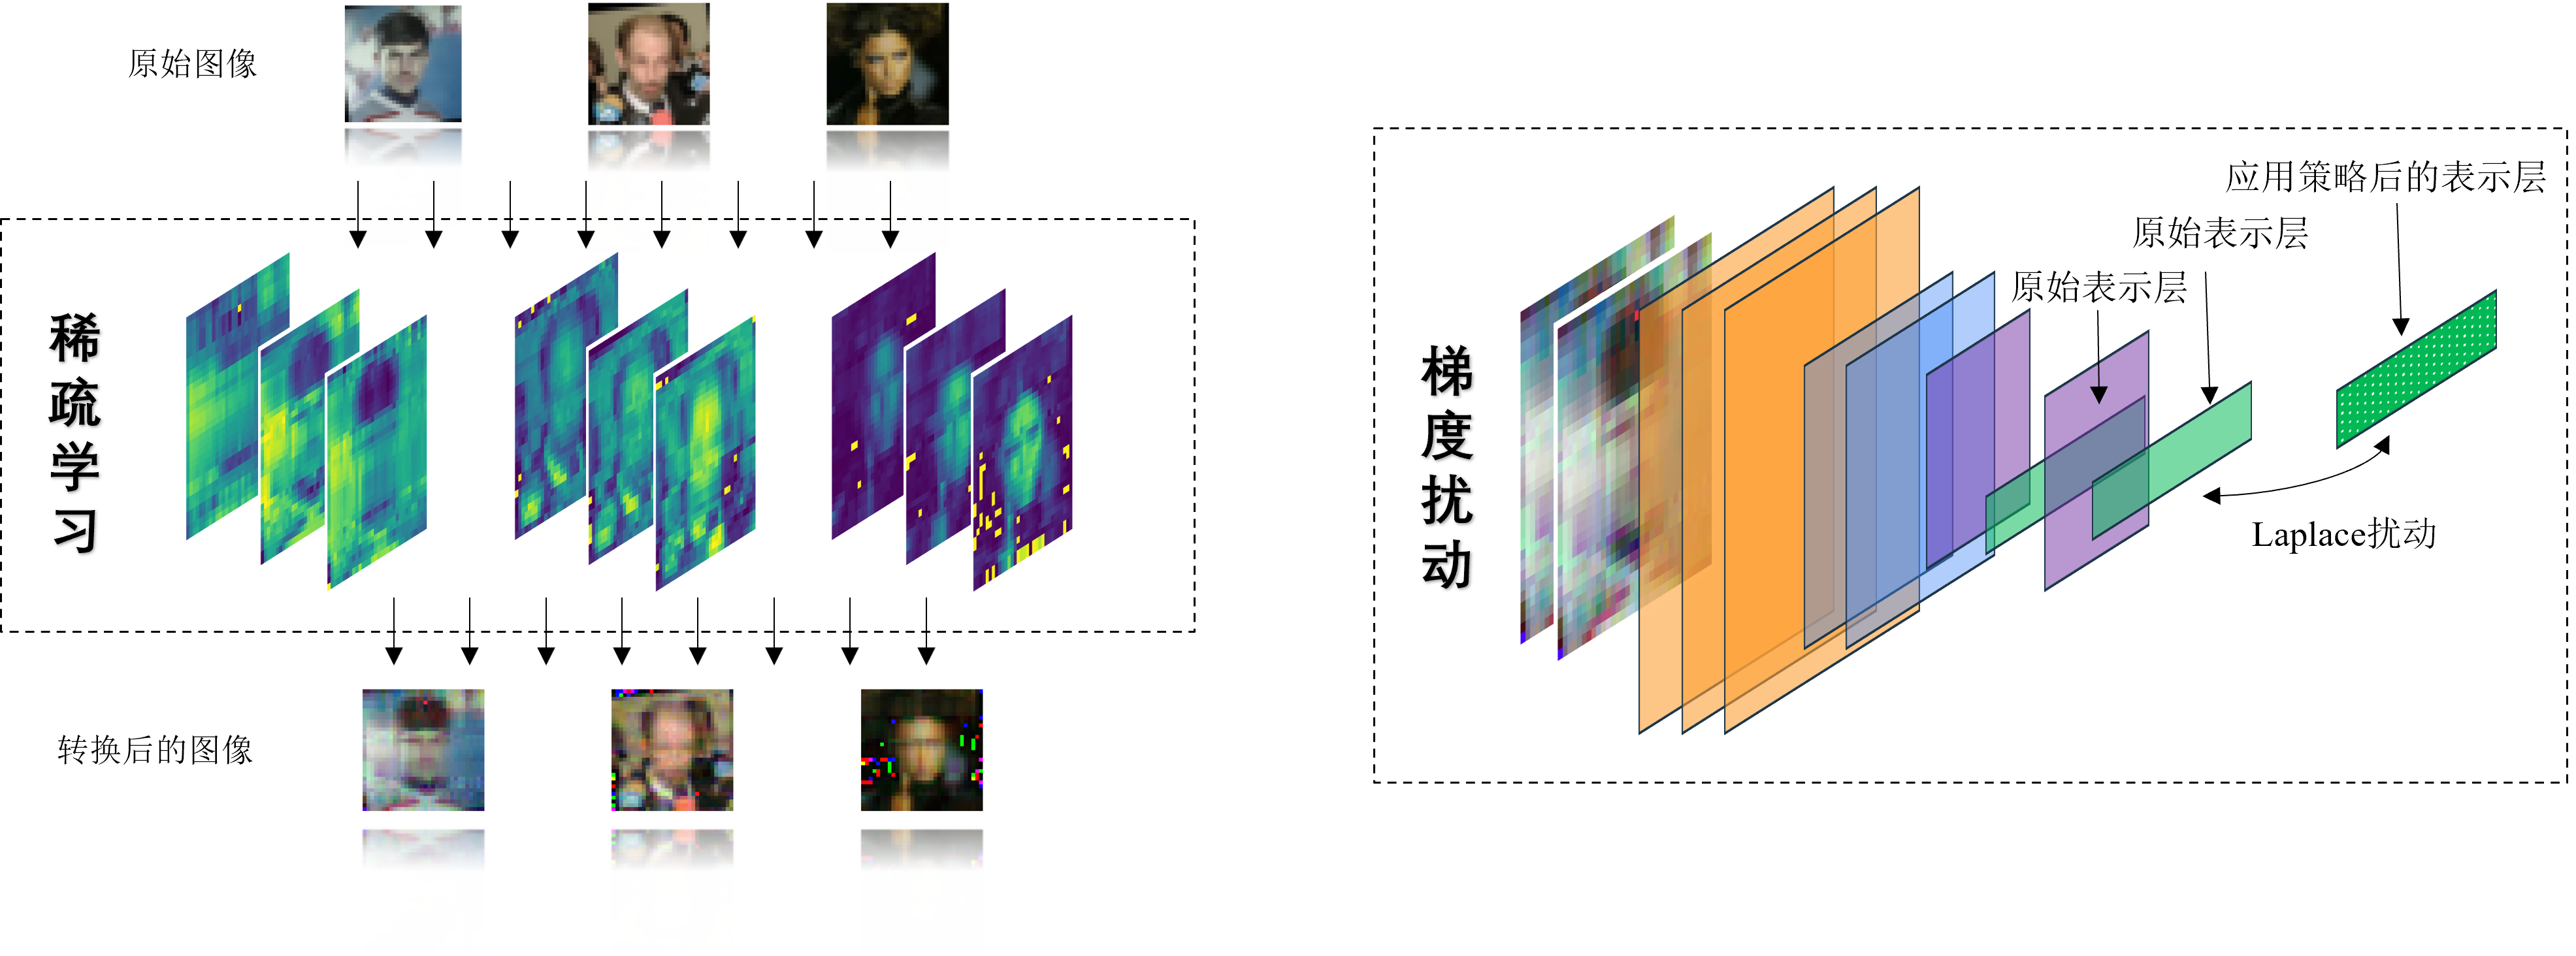 原始图像
稀疏学习
转换后的图像
梯度扰动
应用策略后的表示层
原始表示层
原始表示层
Laplace扰动